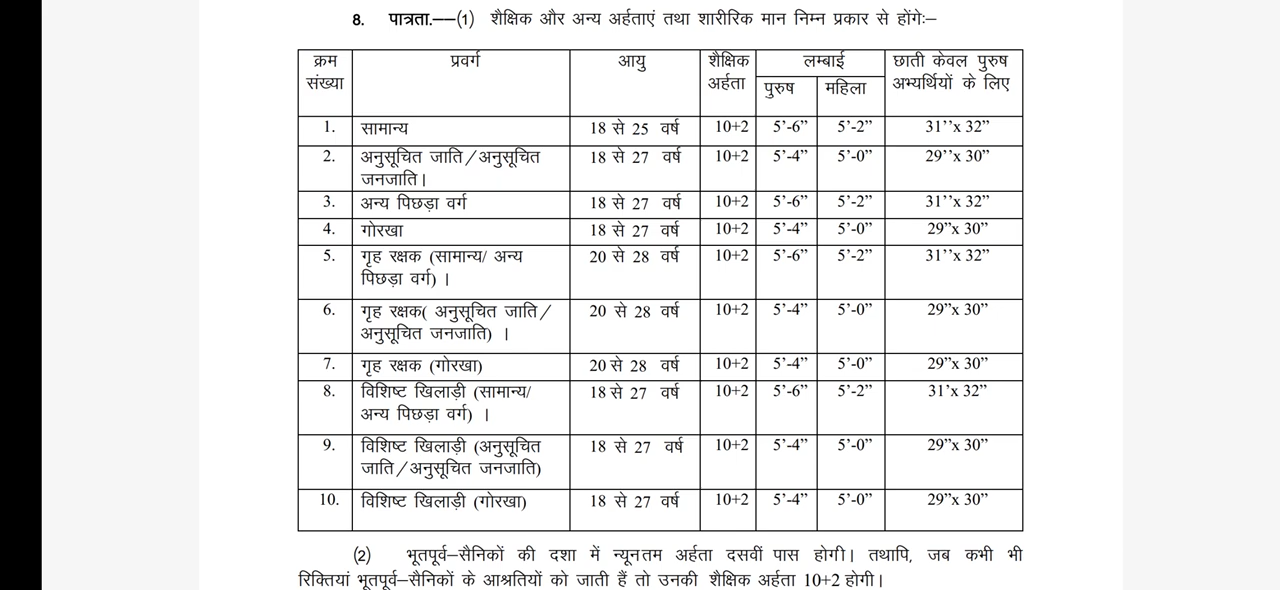 8. पात्रता.——(1) शैक्षिक और अन्य अर्हताएं तथा शारीरिक मान निम्न प्रकार से होंगेः–
क्रम संख्या प्रवर्ग आयु शैक्षिक अर्हता लम्बाई छाती केवल पुरुष अभ्यर्थियों के लिए
पुरुष महिला
1. सामान्य 18 से 25 वर्ष 10+2 5’-6” 5’-2” 31’’x 32”
2. अनुसूचित जाति/अनुसूचित 18 से 27 वर्ष 10+2 5’-4” 5’-0” 29’’x 30”
जनजाति।
3. अन्य पिछड़ा वर्ग 18 से 27 वर्ष 10+2 5’-6” 5’-2” 31’’x 32”
4. गोरखा 18 से 27 वर्ष 10+2 5’-4” 5’-0” 29”x 30”
5. गृह रक्षक (सामान्य/ अन्य 20 से 28 वर्ष 10+2 5’-6” 5’-2” 31’’x 32”
पिछड़ा वर्ग) ।
6. गृह रक्षक( अनुसूचित जाति/ 20 से 28 वर्ष 10+2 5’-4” 5’-0” 29”x 30”
अनुसूचित जनजाति) ।
7. गृह रक्षक (गोरखा) 20 से 28 वर्ष 10+2 5’-4” 5’-0” 29”x 30”
8. विशिष्ट खिलाड़ी (सामान्य/ 18 से 27 वर्ष 10+2 5’-6” 5’-2” 31’x 32”
अन्य पिछड़ा वर्ग) ।
9. विशिष्ट खिलाड़ी (अनुसूचित 18 से 27 वर्ष 10+2 5’-4” 5’-0” 29”x 30”
जाति/अनुसूचित जनजाति)
10. विशिष्ट खिलाड़ी (गोरखा) 18 से 27 वर्ष 10+2 5’-4” 5’-0” 29”x 30”
(2) भूतपूर्व–सैनिकों की दशा में न्यूनतम अर्हता दसवीं पास होगी। तथापि, जब कभी भी
रिक्तियां भूतपूर्व–सैनिकों के आश्रतियों को जाती हैं तो उनकी शैक्षिक अर्हता 10+2 होगी।